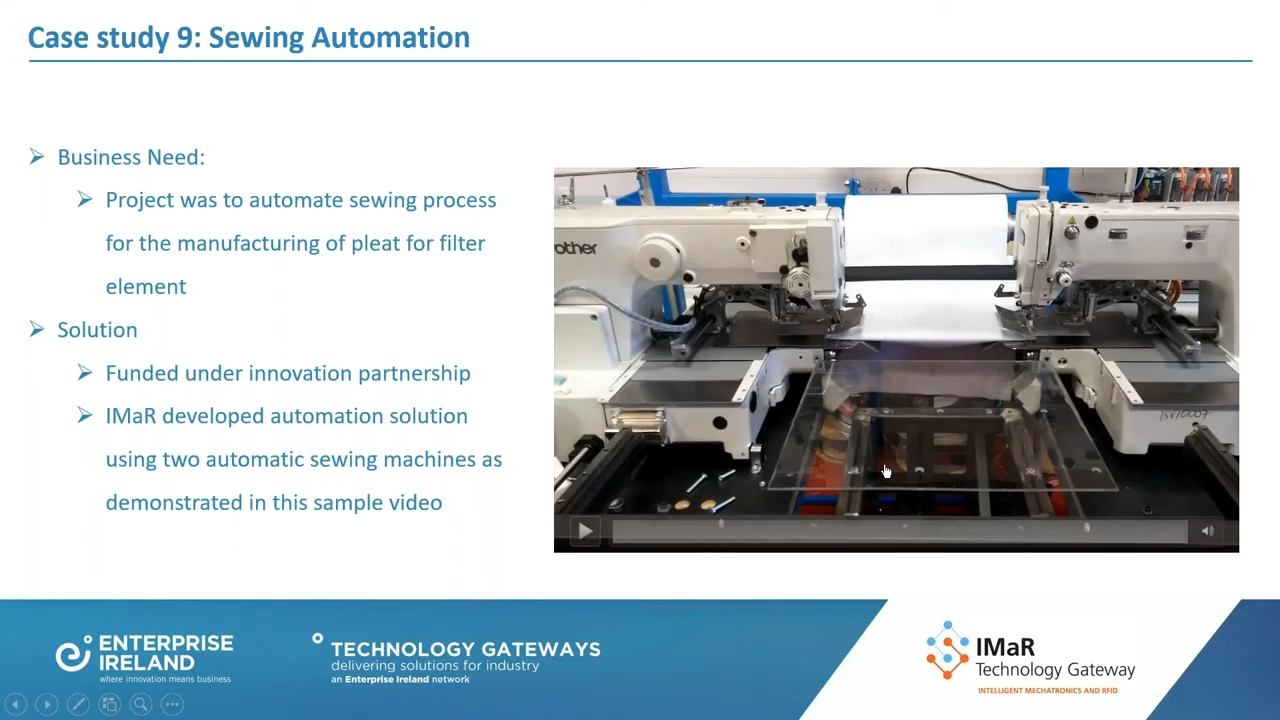 Case study 9: Sewing Automation
Business Need:
Project was to automate sewing process
for the manufacturing of pleat for filter
element
Solution
Funded under innovation partnership
IMaR developed automation solution
using two automatic sewing machines as
demonstrated in this sample video
other
ENTERPRISE
IRELAND
where innovation means business
TECHNOLOGY GATEWAYS
delivering solutions for industry
an Enterprise Ireland network
IMaR
Technology Gateway
INTELLIGENT MECHATRONICS AND RFID